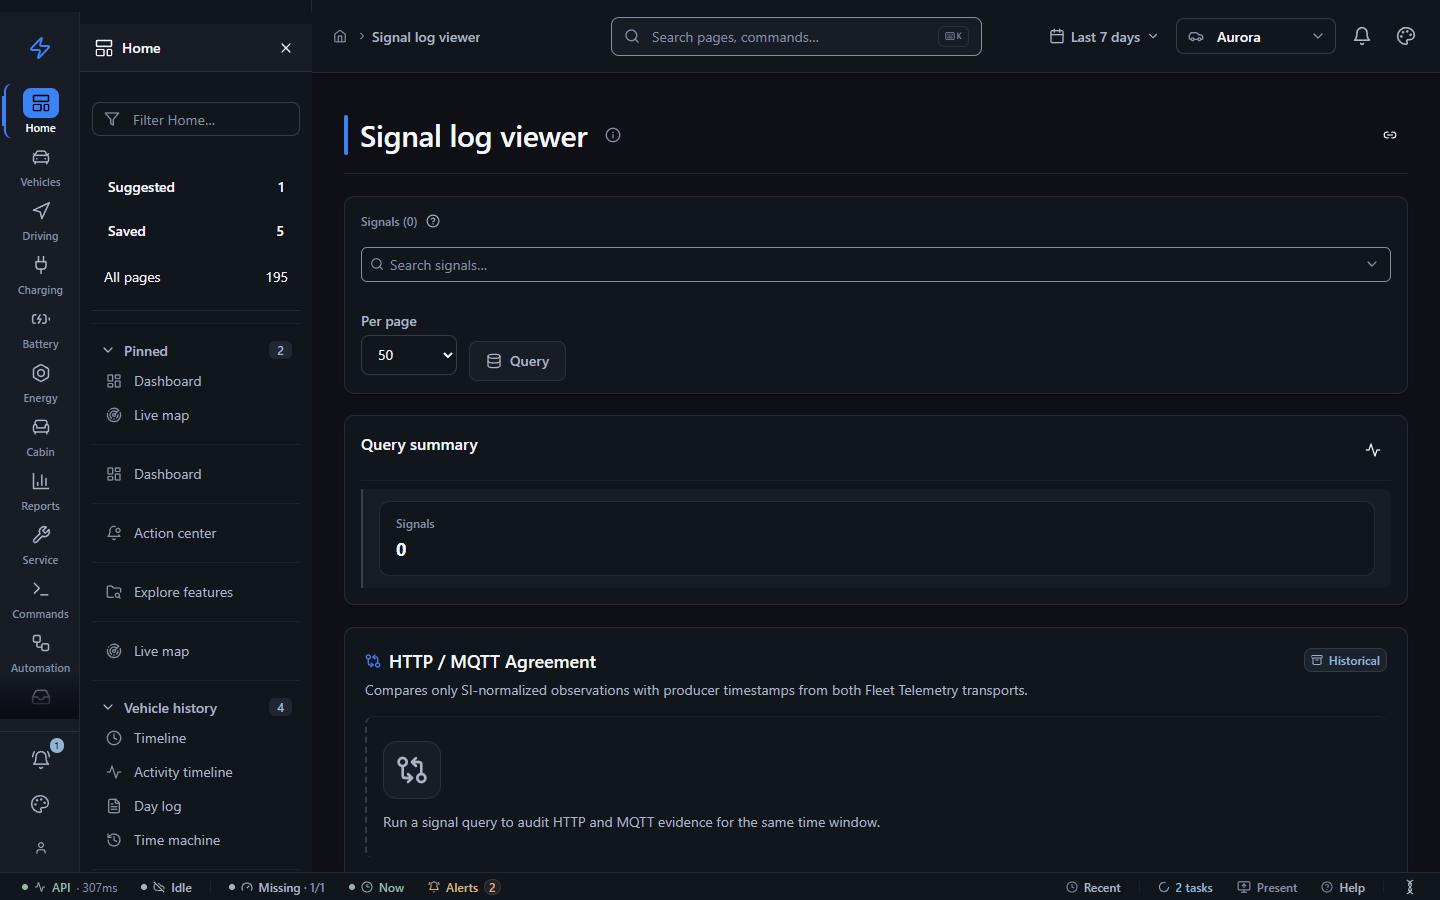 Home
Vehicles
Driving
Charging
Battery
Energy
Cabin
Reports
Service
Commands
Automation
1
Home
Filter Home...
Suggested 1
Saved 5
All pages 195
Pinned 2
Dashboard
Live map
Dashboard
Action center
Explore features
Live map
Vehicle history 4
Timeline
Activity timeline
Day log
Time machine
Signal log viewer
Search pages, commands... K
Last 7 days
Aurora
Signal log viewer
Signals (0)
Search signals...
Per page
50 Query
Query summary
Signals
0
HTTP / MQTT Agreement Historical
Compares only SI-normalized observations with producer timestamps from both Fleet Telemetry transports.
Run a signal query to audit HTTP and MQTT evidence for the same time window.
API · 307ms Idle Missing · 1/1 Now Alerts 2 Recent 2 tasks Present Help